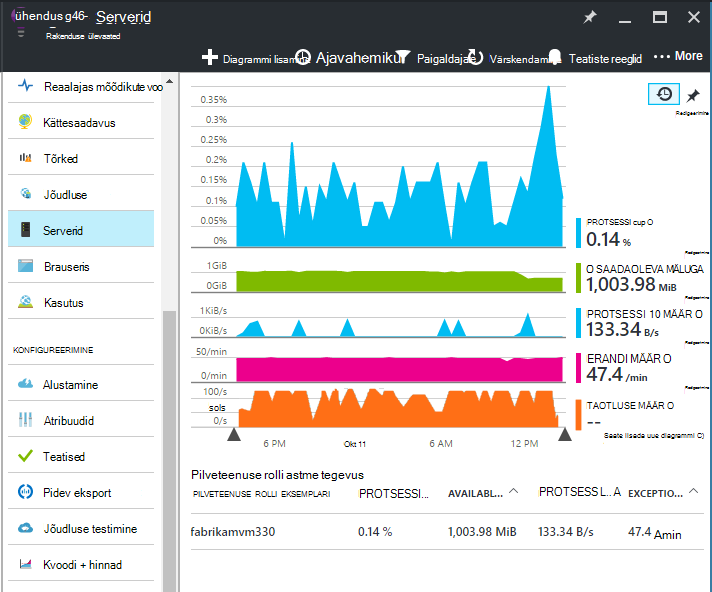 ühendus g46- Serverid
Rakenduse ülevaated
Diagrammi lisamine Ajavahemikur Paigaldajate Värskendamine Teatiste reeglid ••• More
Reaalajas mõõdikute voo
Kättesaadavus
Tõrked
Jõudluse
Serverid
Brauseris
Kasutus
KONFIGUREERIMINE
Alustamine
Atribuudid
Teatised
Pidev eksport
Jõudluse testimine
Kvoodi + hinnad
Redigeerimine
0.35%
0.3%
0.25%
0.2%
0.15%
0.1%
0.05%
0%
PROTSESSI cup O
0.14 %
Redigeerimine
1GiB
0GiB
O SAADAOLEVA MÄLUGA
1,003.98 MiB
Redigeerimine
1KiB/s
0KiB/s
PROTSESSI 10 MÄÄR O
133.34 B/s
Redigeerimine
50/min
0/min
ERANDI MÄÄR O
47.4 /min
Redigeerimine
100/s
sols
0/s
TAOTLUSE MÄÄR O
--
Saate lisada uue diagrammi C)
6 PM Okt 11 6 AM 12 PM
Pilveteenuse rolli astme tegevus
PILVETEENUSE ROLLI EKSEMPLARI PROTSESSI... AVAILABL... PROTSESS L.. A EXCEPTIO...
fabrikamvm330 0.14 % 1,003.98 MiB 133.34 B/s 47.4 Amin